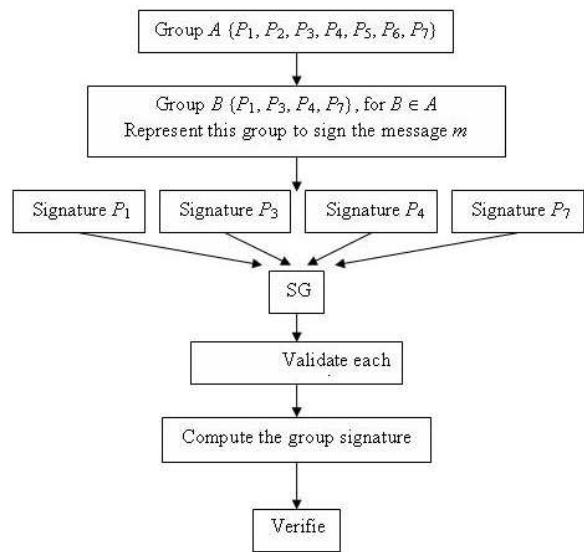 Group A {P1, P2, P3, P4, P5, P6, P7}
Group B {P1, P3, P4, P7}, for B ∈ A
Represent this group to sign the message m
Signature P1
Signature P3
Signature P4
Signature P7
SG
Validate each
Compute the group signature
Verifie